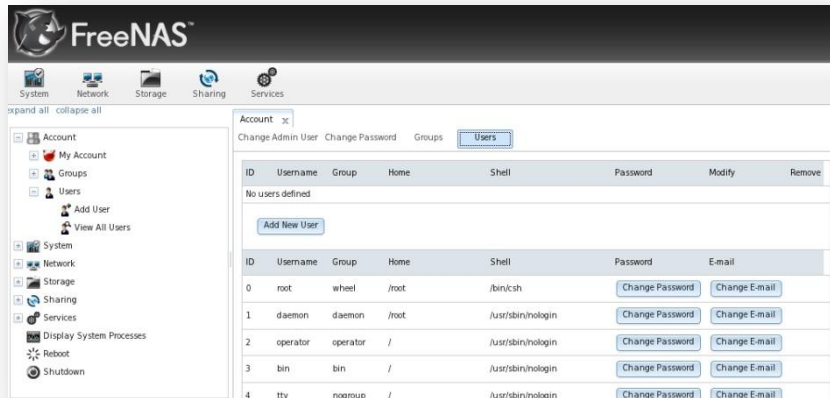 FreeNAS™
System Network Storage Sharing Services
expand all collapse all
Account
My Account
Groups
Users
Add User
View All Users
System
Network
Storage
Sharing
Services
Display System Processes
Reboot
Shutdown
Account x
Change Admin User Change Password Groups Users
ID Username Group Home Shell Password Modify Remove
No users defined
Add New User
ID Username Group Home Shell Password E-mail
0 root wheel /root /bin/csh Change Password Change E-mail
1 daemon daemon /root /usr/sbin/nologin Change Password Change E-mail
2 operator operator / /usr/sbin/nologin Change Password Change E-mail
3 bin bin / /usr/sbin/nologin Change Password Change E-mail
4 tty nogroup / /usr/sbin/nologin Change Password Change E-mail